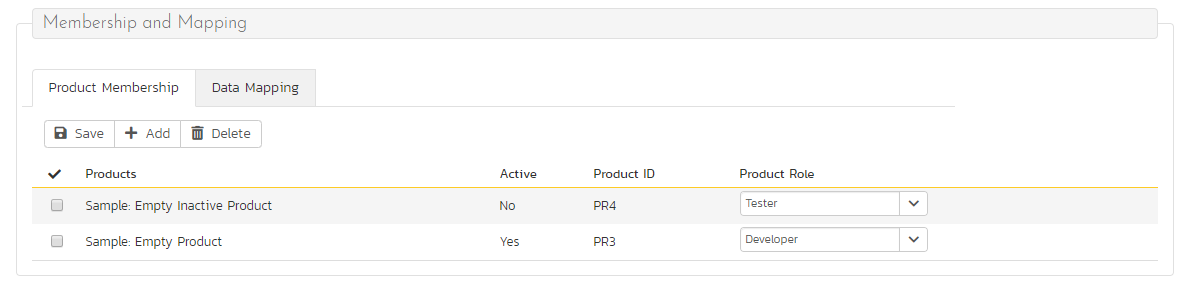 Membership and Mapping
Product Membership Data Mapping
Save Add Delete
Products Active Product ID Product Role
Sample: Empty Inactive Product No PR4 Tester
Sample: Empty Product Yes PR3 Developer